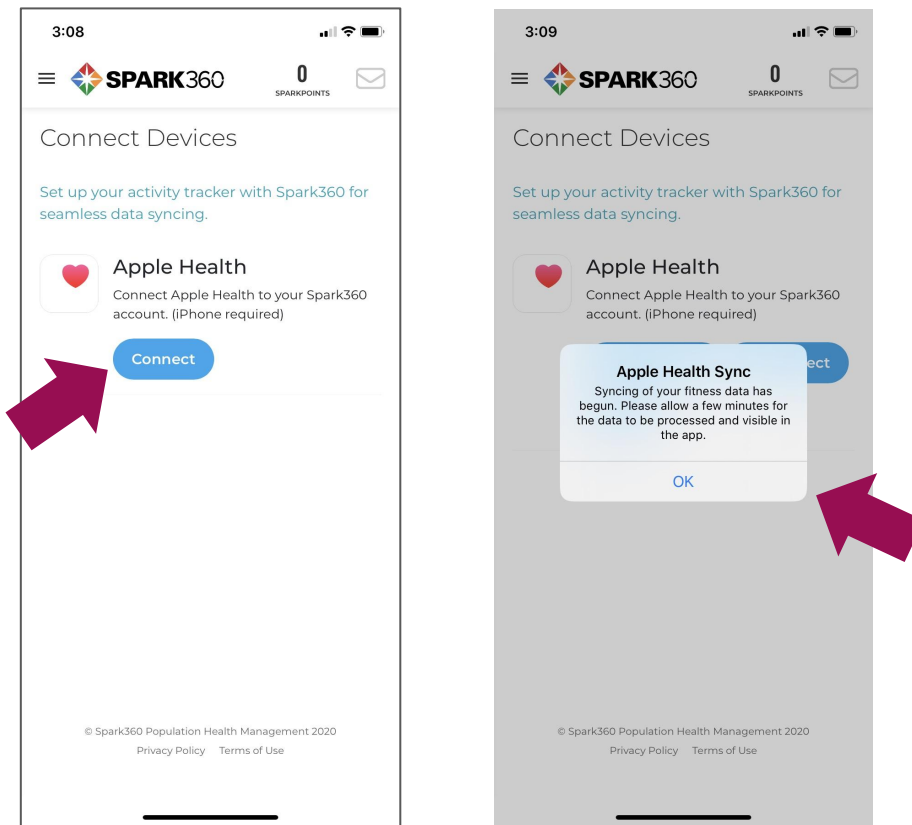 3:08
SPARK360
0
SPARKPOINTS
Connect Devices
Set up your activity tracker with Spark360 for
seamless data syncing.
Apple Health
Connect Apple Health to your Spark360
account. (iPhone required)
Connect
© Spark360 Population Health Management 2020
Privacy Policy Terms of Use
3:09
SPARK360
0
SPARKPOINTS
Connect Devices
Set up your activity tracker with Spark360 for
seamless data syncing.
Apple Health
Connect Apple Health to your Spark360
account. (iPhone required)
ect
Apple Health Sync
Syncing of your fitness data has
begun. Please allow a few minutes for
the data to be processed and visible in
the app.
OK
© Spark360 Population Health Management 2020
Privacy Policy Terms of Use